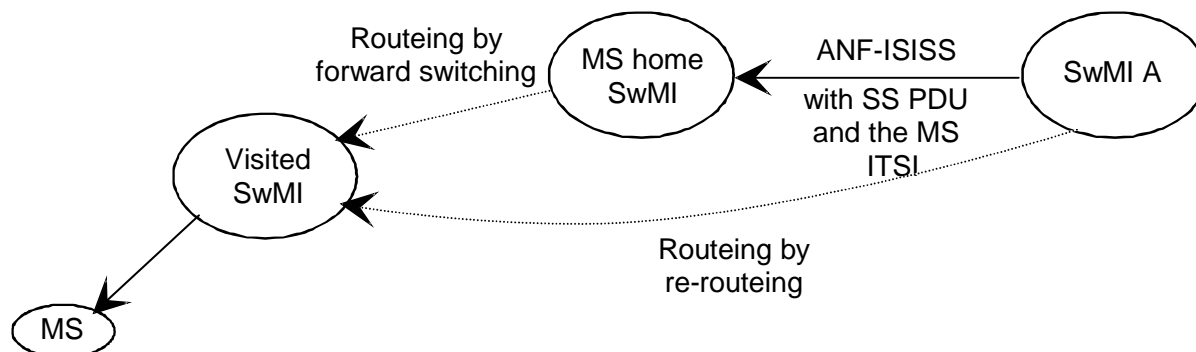 Routeing by
forward switching
MS home
SwMI
ANF-ISISS
with SS PDU
and the MS
ITSI
SwMI A
Visited
SwMI
Routeing by
re-routeing
MS